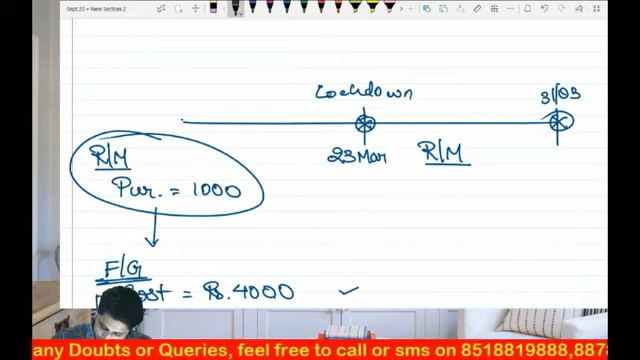 Sept 20 + New Section 2
Lockdown
31/03
23 Mar
R/M
R/M
Pur. = 1000
F/G
Cost = Rs. 4000
any Doubts or Queries, feel free to call or sms on 8518819888,887